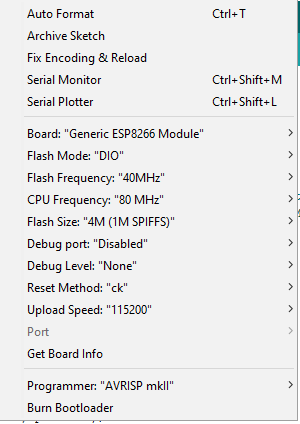 Auto Format Ctrl+T
Archive Sketch
Fix Encoding & Reload
Serial Monitor Ctrl+Shift+M
Serial Plotter Ctrl+Shift+L
Board: "Generic ESP8266 Module"
Flash Mode: "DIO"
Flash Frequency: "40MHz"
CPU Frequency: "80 MHz"
Flash Size: "4M (1M SPIFFS)"
Debug port: "Disabled"
Debug Level: "None"
Reset Method: "ck"
Upload Speed: "115200"
Port
Get Board Info
Programmer: "AVRISP mkII"
Burn Bootloader